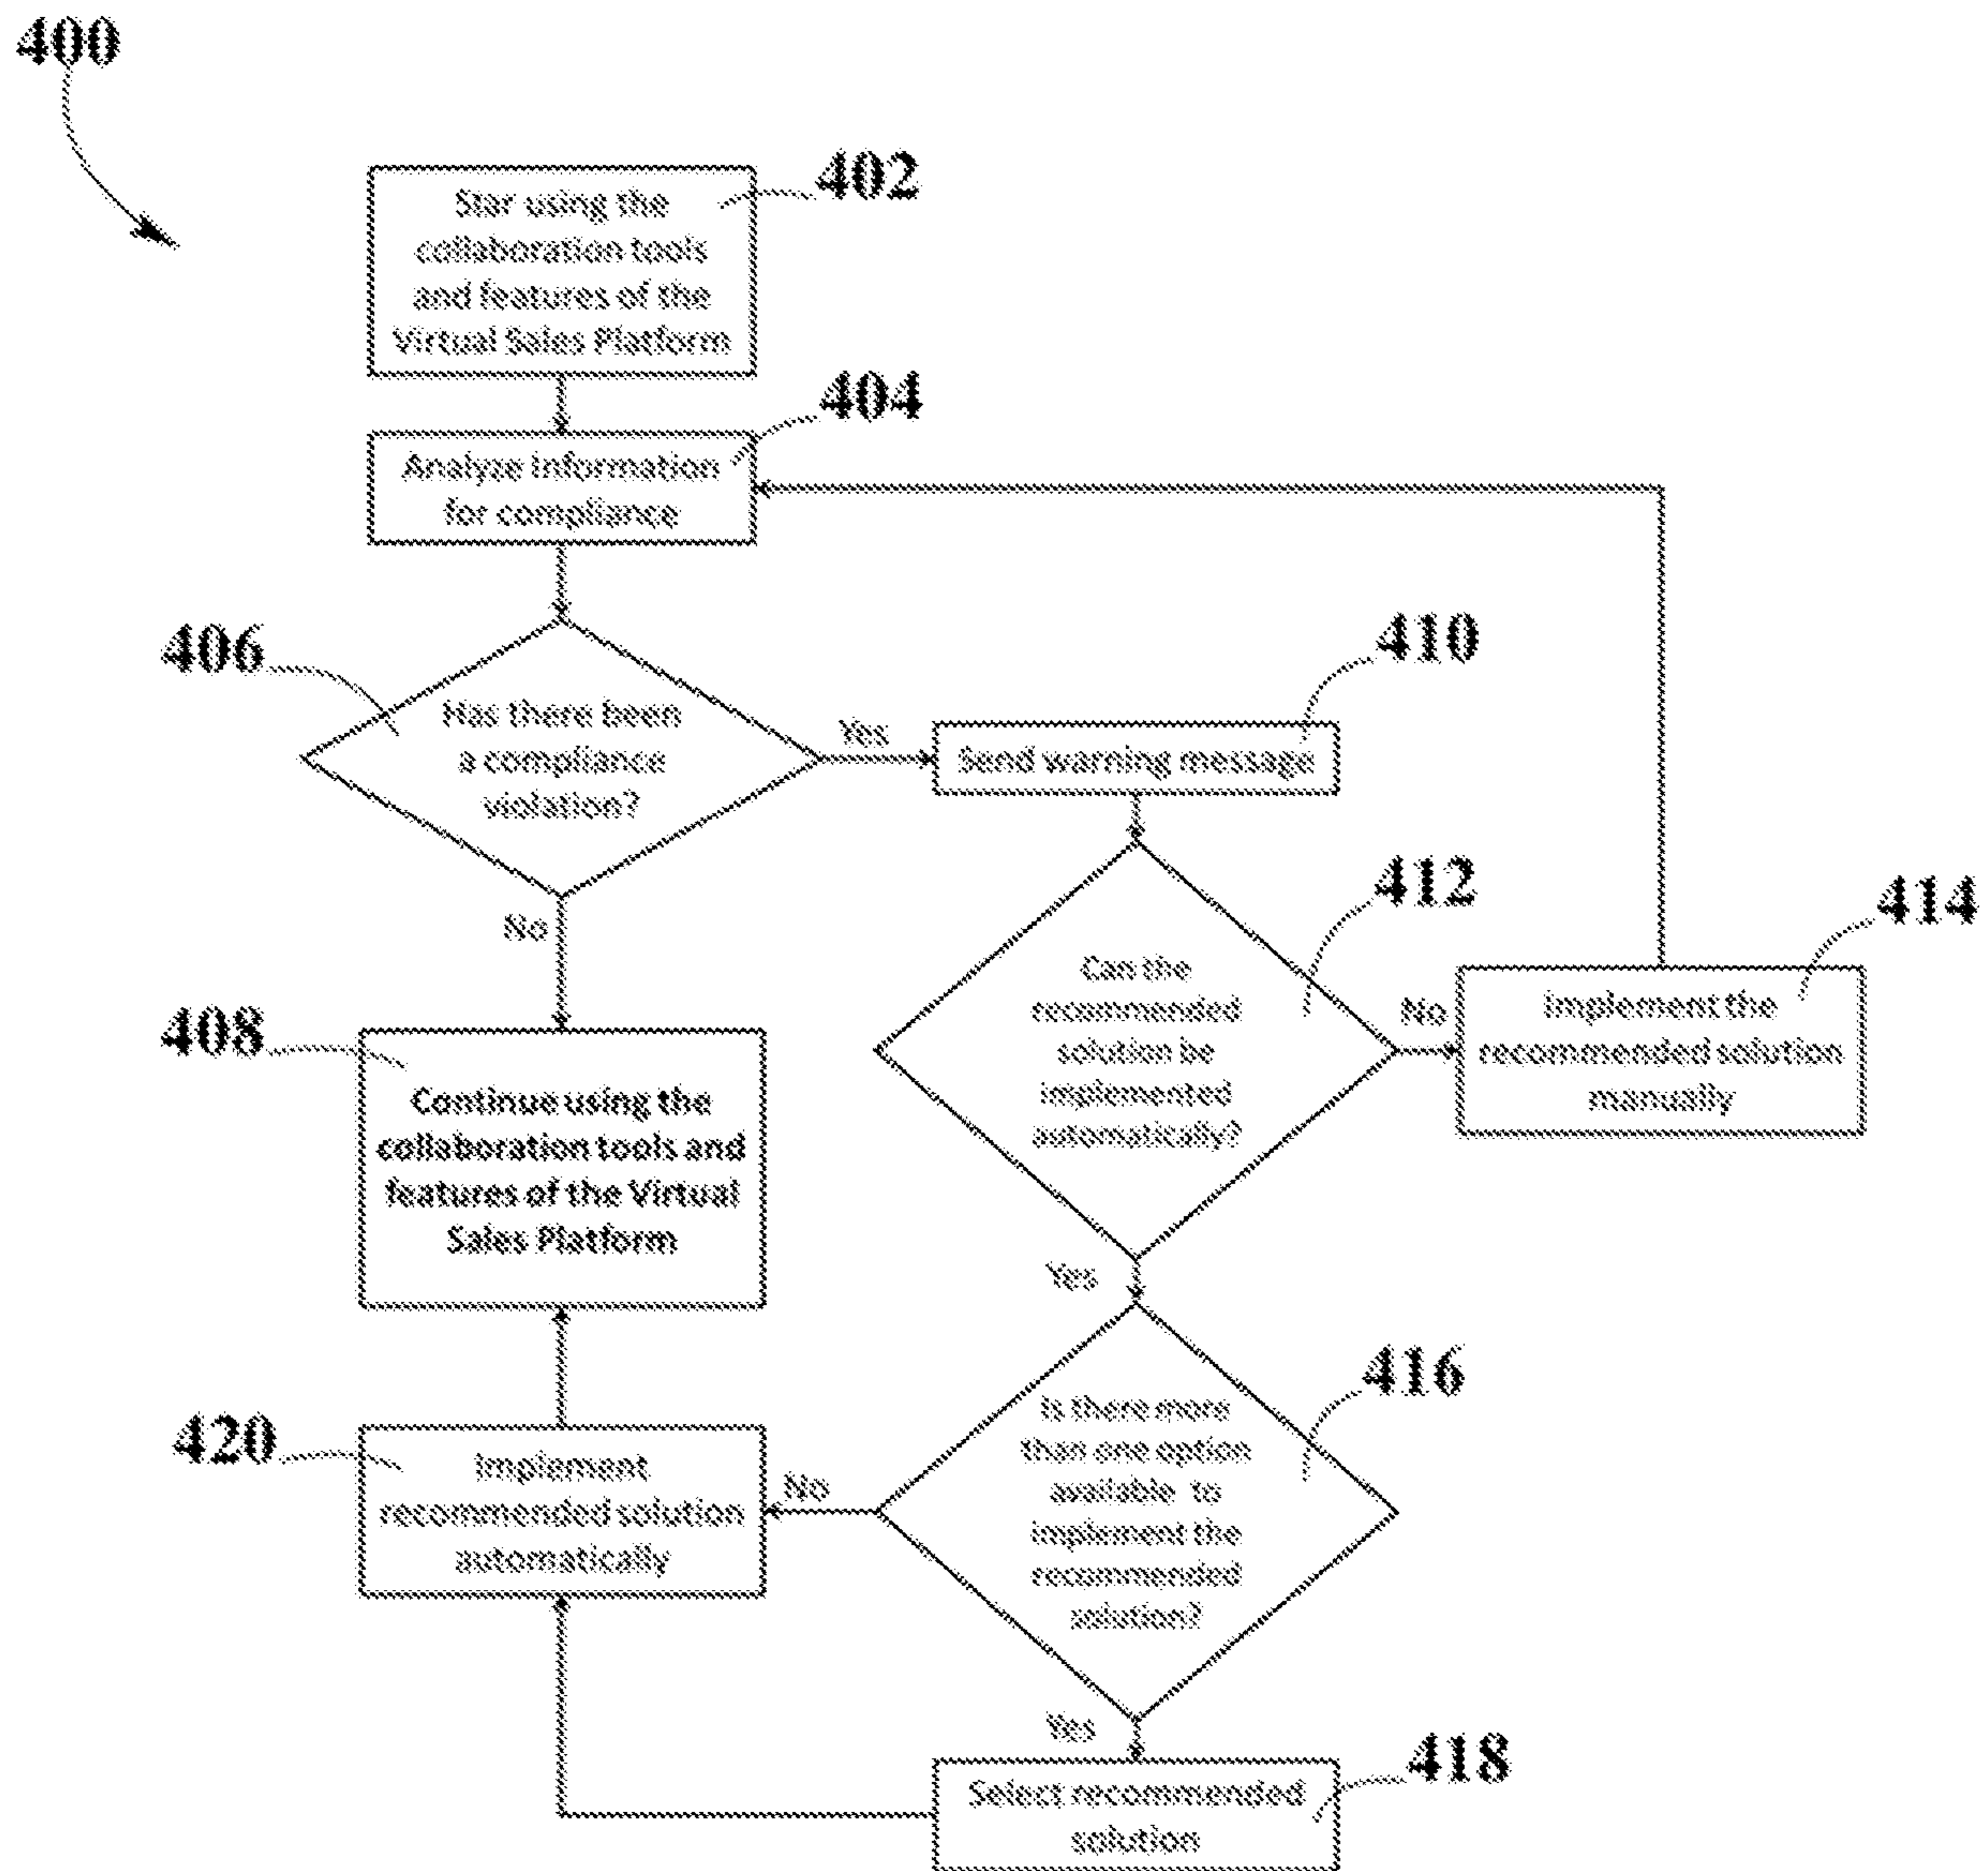 400
402
Star using the
collaboration tools
and features of the
Virtual Sales Platform
404
Analyze information
for compliance
406
Has there been
a compliance
violation?
Yes
No
410
Send warning message
412
Can the
recommended
solution be
implemented
automatically?
No
Yes
414
Implement the
recommended solution
manually
408
Continue using the
collaboration tools and
features of the Virtual
Sales Platform
416
Is there more
than one option
available to
implement the
recommended
solution?
No
Yes
420
Implement
recommended solution
automatically
418
Select recommended
solution